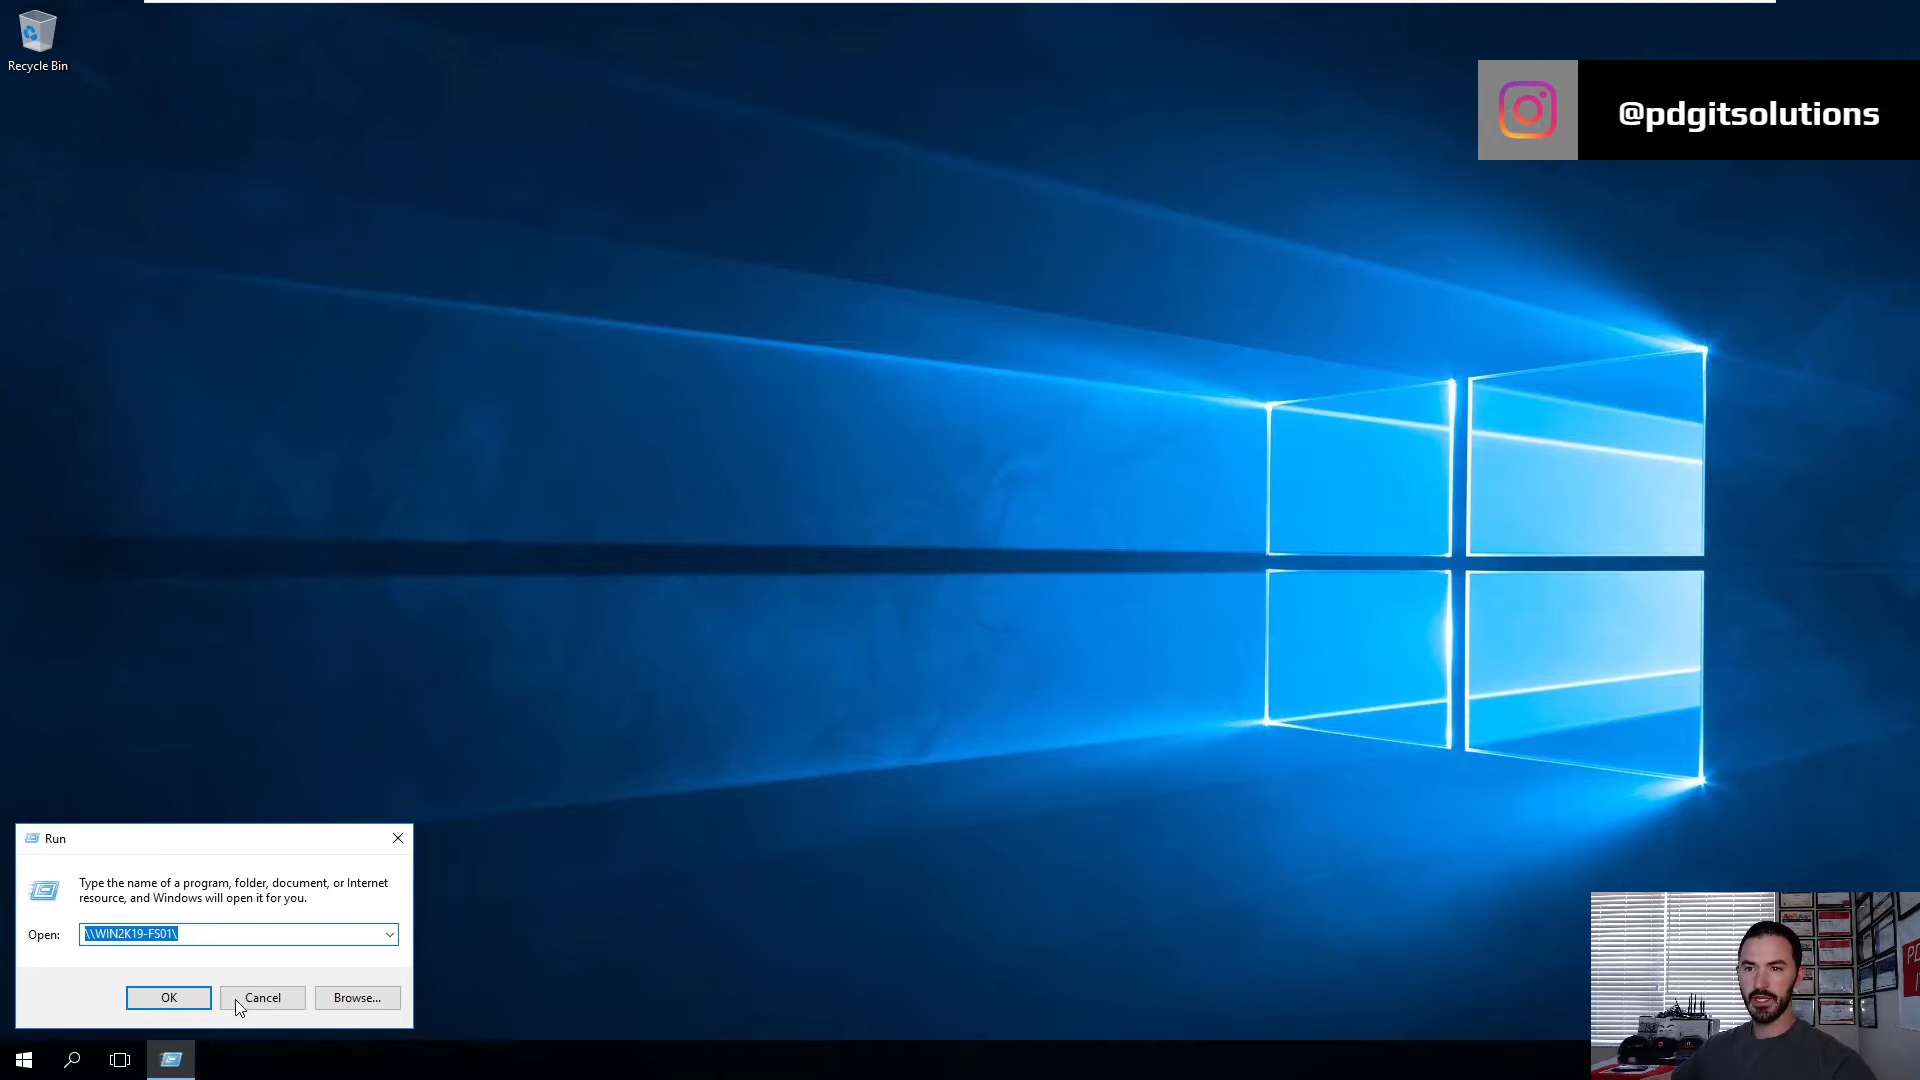 Recycle Bin
@pdgitsolutions
Run
Type the name of a program, folder, document, or Internet
resource, and Windows will open it for you.
Open:
\\WIN2K19-FS01\
OK
Cancel
Browse...